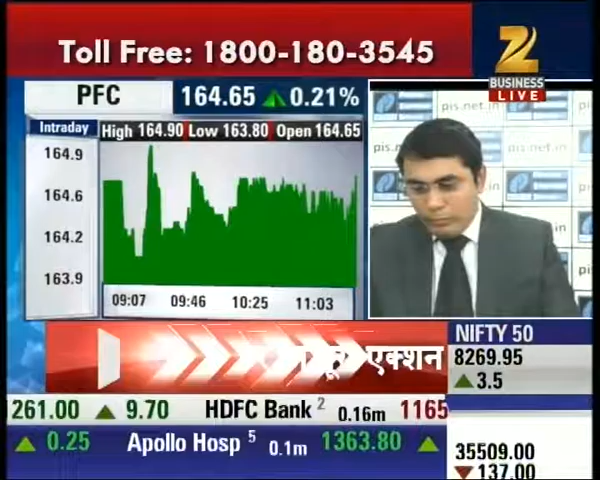 Toll Free: 1800-180-3545
Z
BUSINESS
LIVE
PFC 164.65 0.21%
Intraday High 164.90 Low 163.80 Open 164.65
164.9
164.6
164.2
163.9
09:07 09:46 10:25 11:03
pis.net.in pis.net.in
एक्शन
NIFTY 50
8269.95
3.5
261.00 9.70 HDFC Bank 2 0.16m 1165
0.25 Apollo Hosp 5 0.1m 1363.80
35509.00
137.00